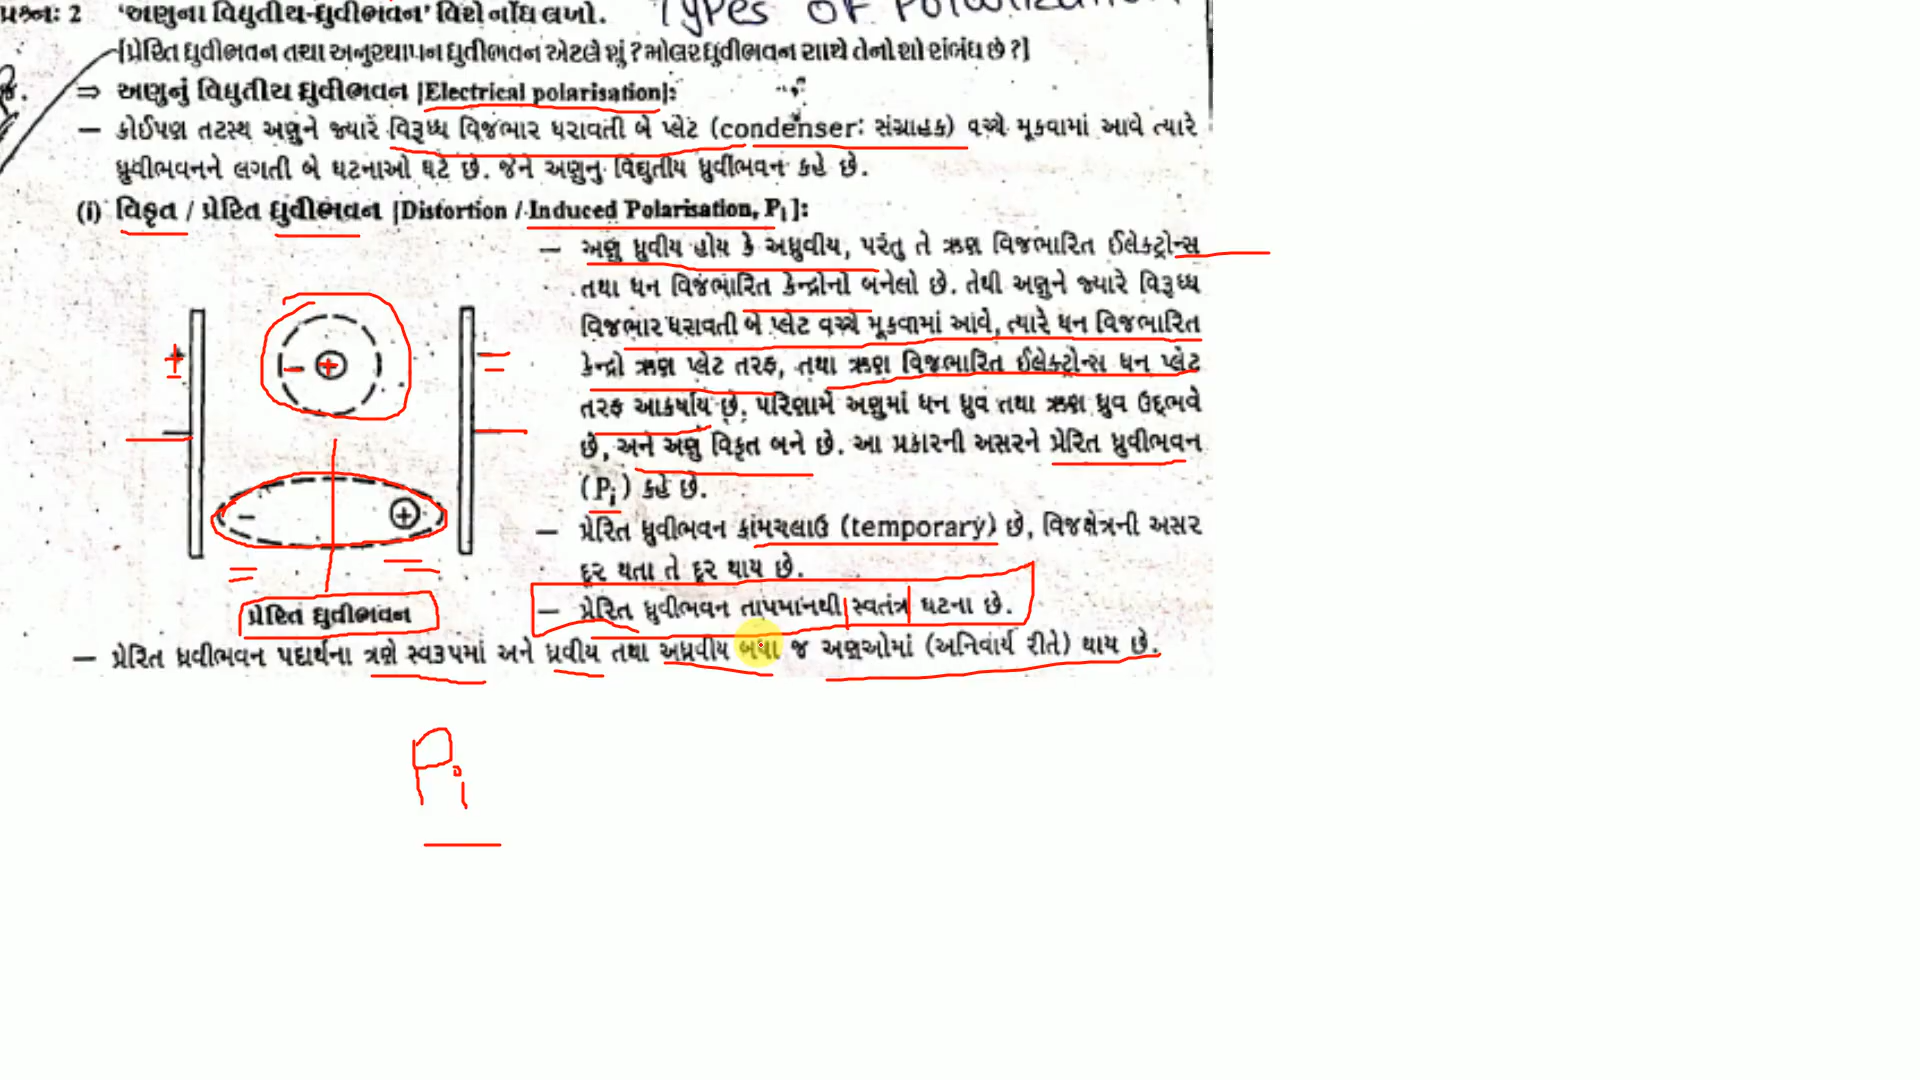 પ્રશ્નઃ 2 'અણુના વિધુતીય-ધ્રુવીભવન' વિશે નોંધ લખો. Types of Polarization
[પ્રેરિત ધ્રુવીભવન તથા અનુસ્થાપન ધ્રુવીભવન એટલે શું? મોલર ધ્રુવીભવન સાથે તેનો શો સંબંધ છે?]
⇒ અણુનું વિધુતીય ધ્રુવીભવન [Electrical polarisation]:
– કોઈપણ તટસ્થ અણુને જ્યારે વિરૂધ્ધ વિજભાર ધરાવતી બે પ્લેટ (condenser: સંગ્રાહક) વચ્ચે મૂકવામાં આવે ત્યારે
ધ્રુવીભવનને લગતી બે ઘટનાઓ ઘટે છે. જેને અણુનુ વિદ્યુતીય ધ્રુવીભવન કહે છે.
(i) વિકૃત / પ્રેરિત ધ્રુવીભવન [Distortion / Induced Polarisation, Pi]:
– અણુ ધ્રુવીય હોય કે અધ્રુવીય, પરંતુ તે ઋણ વિજભારિત ઈલેક્ટ્રોન્સ
તથા ધન વિજભારિત કેન્દ્રોનો બનેલો છે. તેથી અણુને જ્યારે વિરૂધ્ધ
વિજભાર ધરાવતી બે પ્લેટ વચ્ચે મૂકવામાં આવે, ત્યારે ધન વિજભારિત
કેન્દ્રો ઋણ પ્લેટ તરફ, તથા ઋણ વિજભારિત ઈલેક્ટ્રોન્સ ધન પ્લેટ
તરફ આકર્ષાય છે. પરિણામે અણુમાં ધન ધ્રુવ તથા ઋણ ધ્રુવ ઉદ્દભવે
છે, અને અણુ વિકૃત બને છે. આ પ્રકારની અસરને પ્રેરિત ધ્રુવીભવન
(Pi) કહે છે.
– પ્રેરિત ધ્રુવીભવન કામચલાઉ (temporary) છે, વિજક્ષેત્રની અસર
દૂર થતા તે દૂર થાય છે.
– પ્રેરિત ધ્રુવીભવન તાપમાનથી સ્વતંત્ર ઘટના છે.
પ્રેરિત ધ્રુવીભવન
– પ્રેરિત ધ્રુવીભવન પદાર્થના ત્રણે સ્વરૂપમાં અને ધ્રુવીય તથા અધ્રુવીય બધા જ અણુઓમાં (અનિવાર્ય રીતે) થાય છે.
Pi